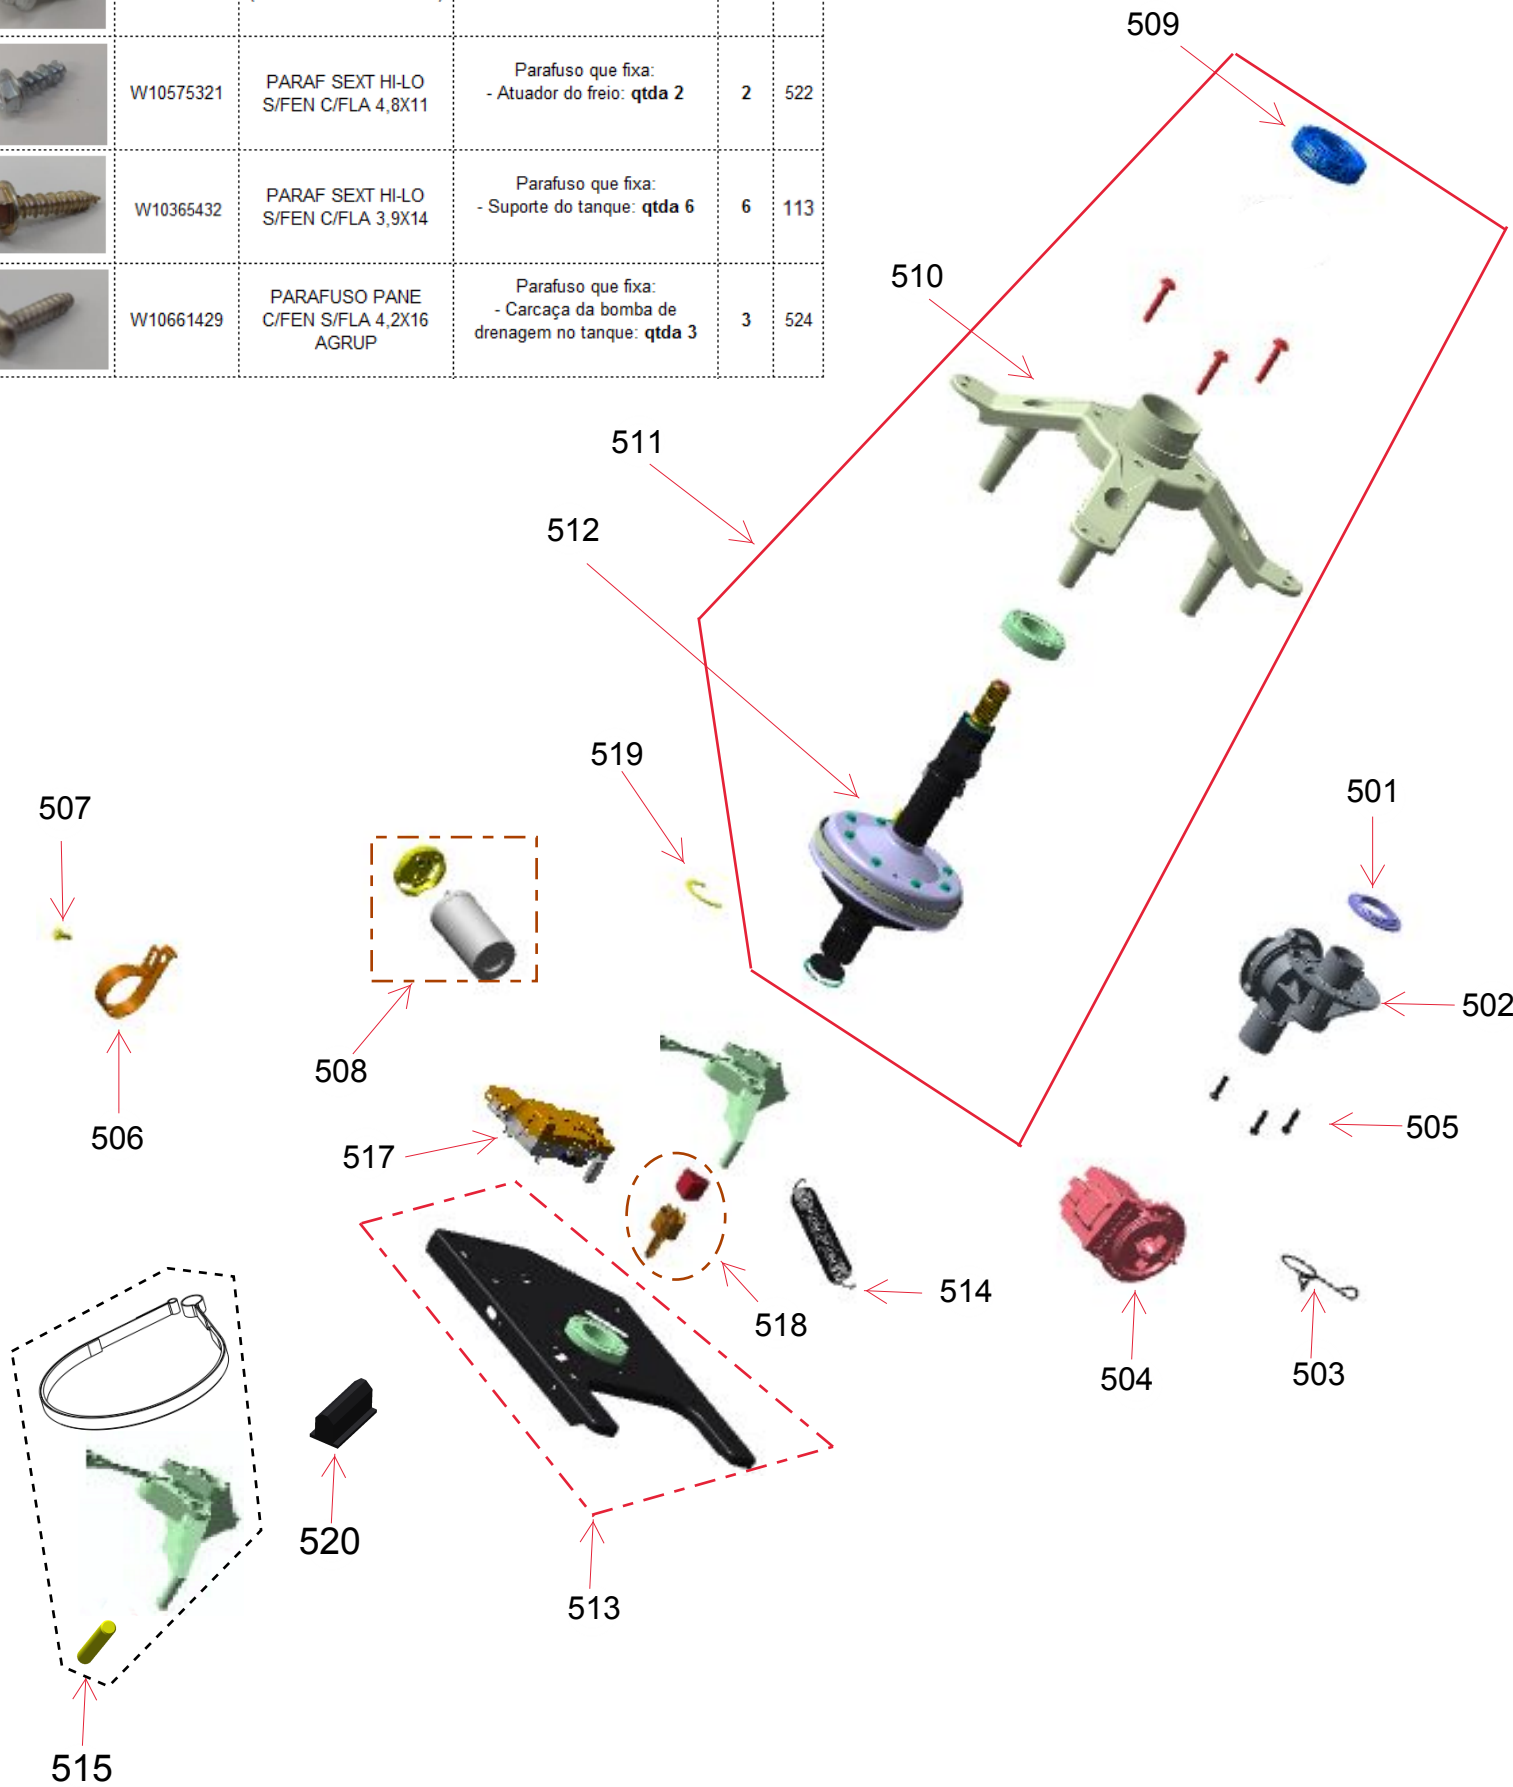 W10575321
PARAF SEXT HI-LO
S/FEN C/FLA 4,8X11
Parafuso que fixa:
- Atuador do freio: qtda 2
2
522
W10365432
PARAF SEXT HI-LO
S/FEN C/FLA 3,9X14
Parafuso que fixa:
- Suporte do tanque: qtda 6
6
113
W10661429
PARAFUSO PANE
C/FEN S/FLA 4,2X16
AGRUP
Parafuso que fixa:
- Carcaça da bomba de
drenagem no tanque: qtda 3
3
524
509
510
511
512
519
507
501
502
508
506
517
505
514
518
504
503
520
513
515